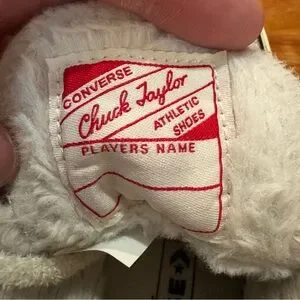 CONVERSE
Chuck Taylor
ATHLETIC
SHOES
PLAYERS NAME